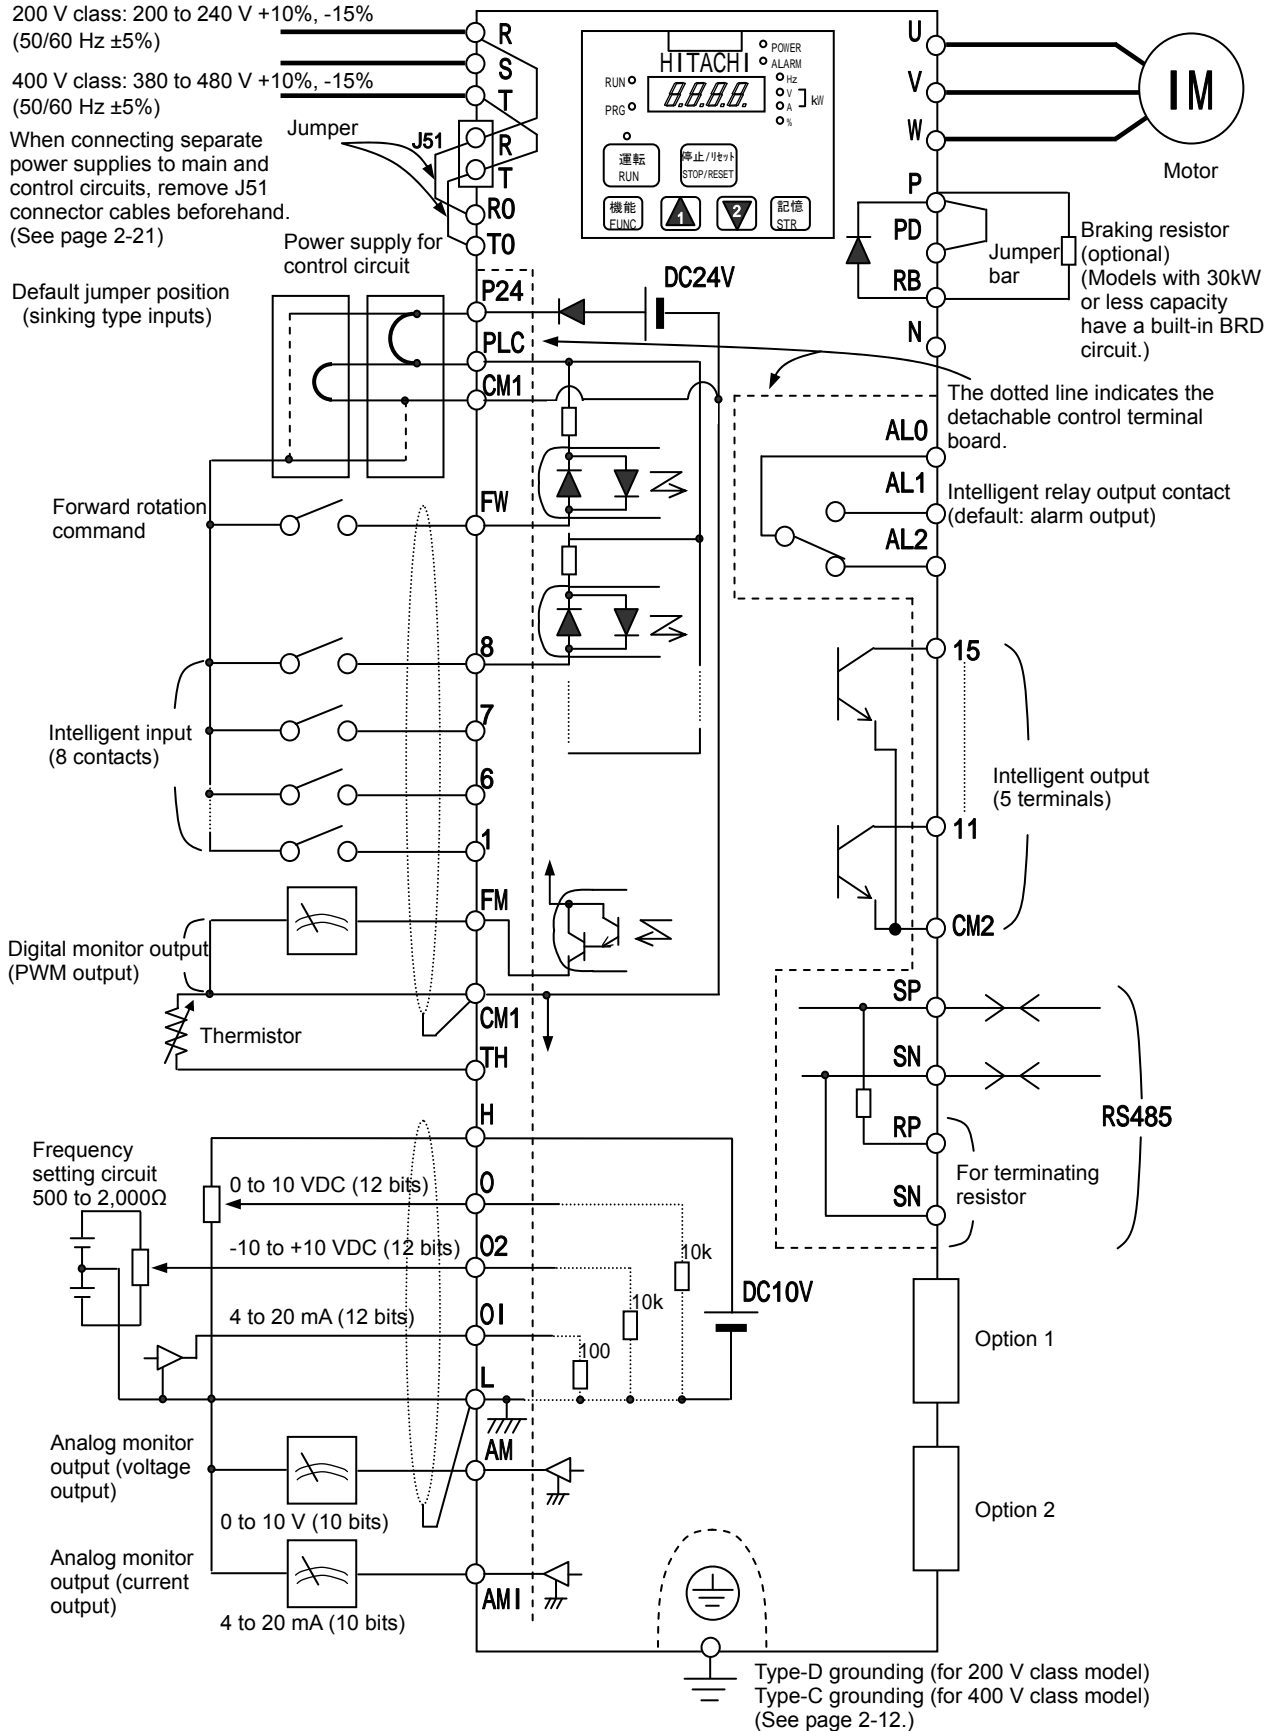 200 V class: 200 to 240 V +10%, -15%
(50/60 Hz ±5%)
400 V class: 380 to 480 V +10%, -15%
(50/60 Hz ±5%)
When connecting separate
power supplies to main and
control circuits, remove J51
connector cables beforehand.
(See page 2-21)
Jumper
J51
R
S
T
R
T
R0
T0
Power supply for
control circuit
HITACHI
POWER
ALARM
RUN
PRG
8.8.8.8.
Hz
V
A
kW
%
運転
RUN
停止/リセット
STOP/RESET
機能
FUNC
1
2
記憶
STR
U
V
W
IM
Motor
P
PD
RB
N
Jumper
bar
Braking resistor
(optional)
(Models with 30kW
or less capacity
have a built-in BRD
circuit.)
Default jumper position
(sinking type inputs)
P24
PLC
CM1
DC24V
The dotted line indicates the
detachable control terminal
board.
Forward rotation
command
FW
8
7
6
1
Intelligent input
(8 contacts)
AL0
AL1
AL2
Intelligent relay output contact
(default: alarm output)
15
11
CM2
Intelligent output
(5 terminals)
Digital monitor output
(PWM output)
FM
CM1
Thermistor
TH
SP
SN
RP
SN
RS485
For terminating
resistor
Frequency
setting circuit
500 to 2,000Ω
H
0 to 10 VDC (12 bits)
O
-10 to +10 VDC (12 bits)
O2
4 to 20 mA (12 bits)
OI
L
10k
10k
100
DC10V
Option 1
Option 2
Analog monitor
output (voltage
output)
AM
0 to 10 V (10 bits)
Analog monitor
output (current
output)
AMI
4 to 20 mA (10 bits)
Type-D grounding (for 200 V class model)
Type-C grounding (for 400 V class model)
(See page 2-12.)